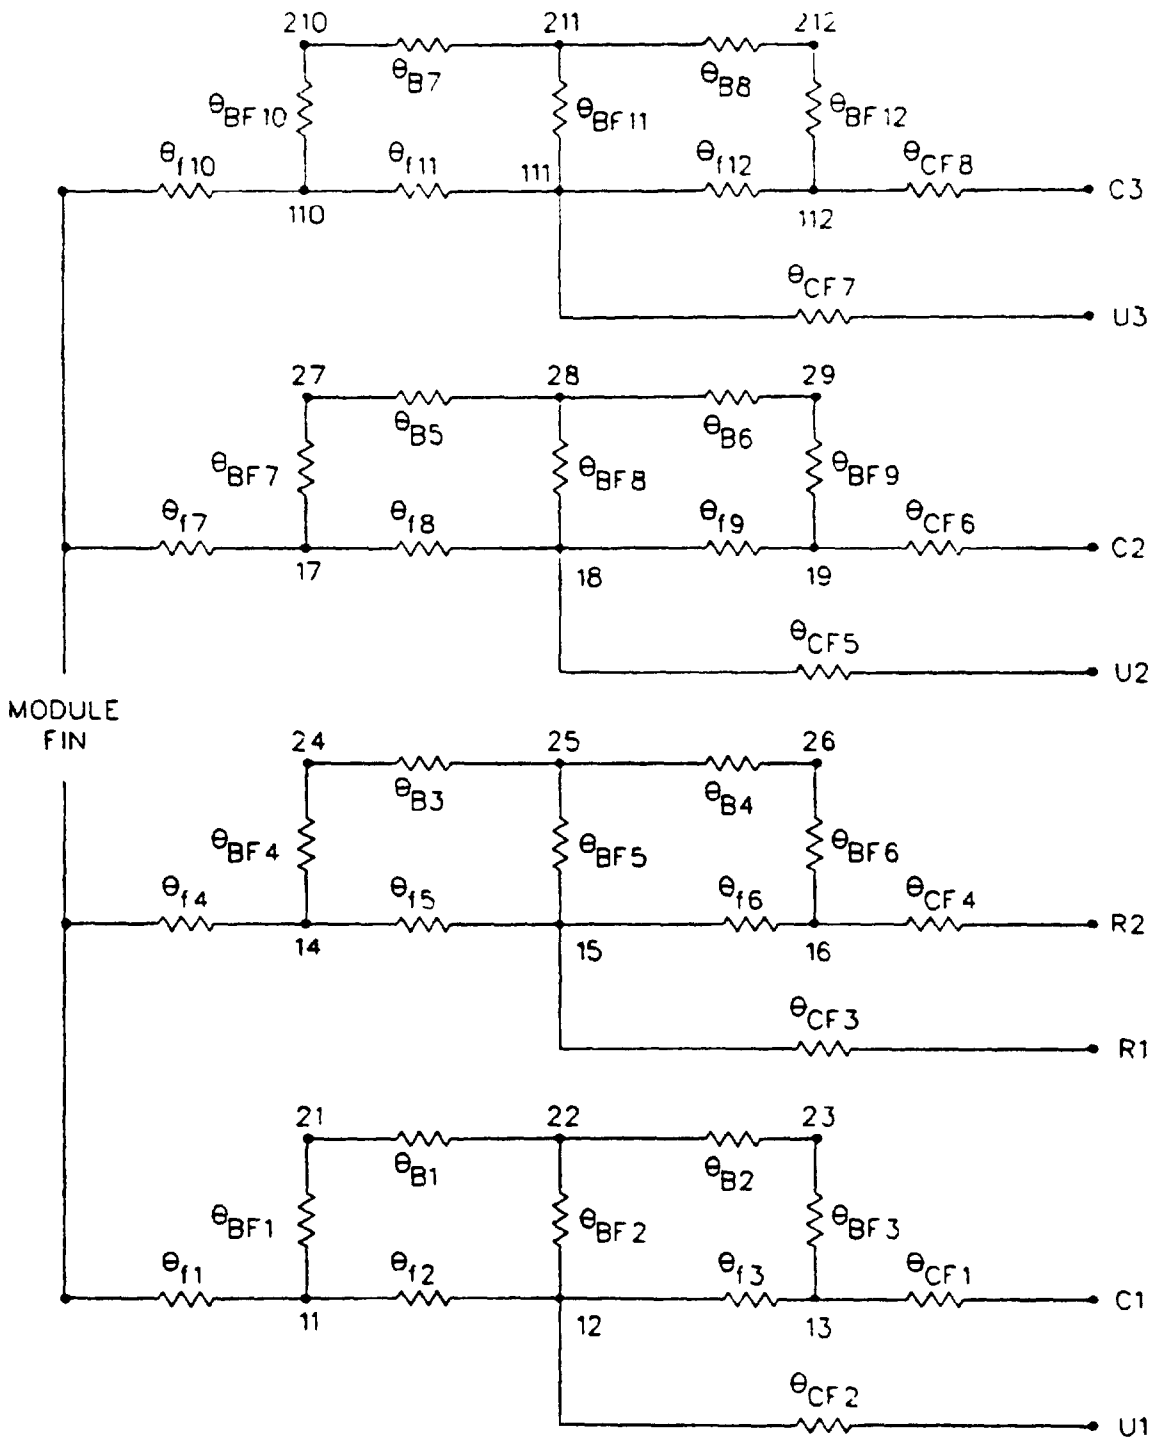 210 211 212
θB7 θB8
θBF10 θBF11 θBF12
θf10 θf11 111 θf12 θCF8
C3
110 112
θCF7
U3
27 28 29
θB5 θB6
θBF7 θBF8 θBF9
θf7 θf8 θf9 θCF6
C2
17 18 19
θCF5
U2
MODULE
FIN
24 25 26
θB3 θB4
θBF4 θBF5 θBF6
θf4 θf5 θf6 θCF4
R2
14 15 16
θCF3
R1
21 22 23
θB1 θB2
θBF1 θBF2 θBF3
θf1 θf2 θf3 θCF1
C1
11 12 13
θCF2
U1